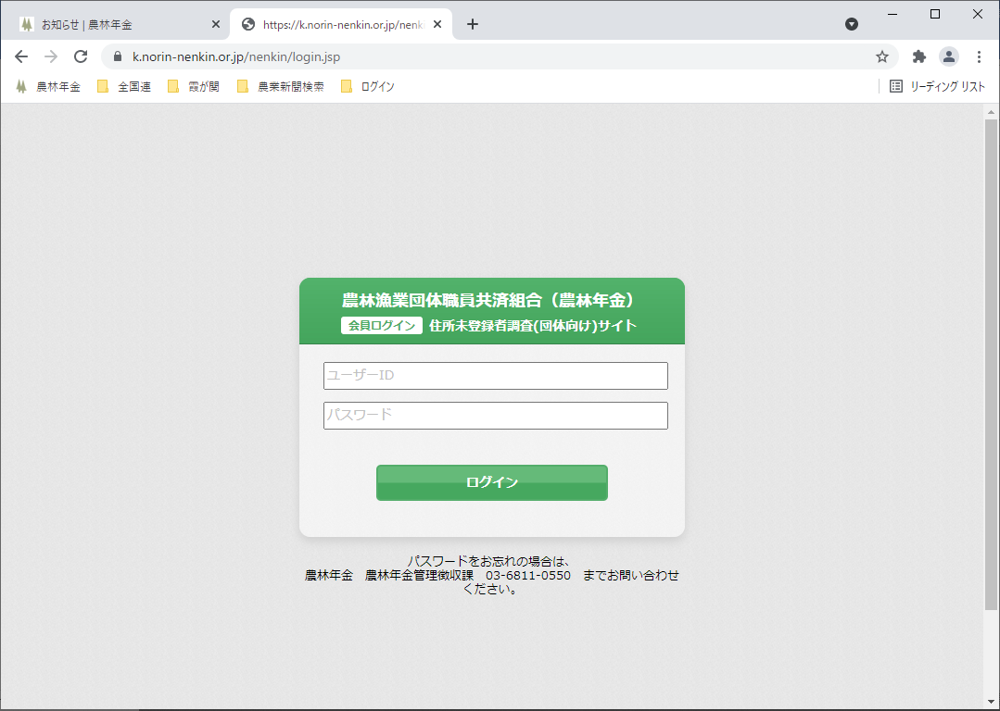 お知らせ | 農林年金
https://k.norin-nenkin.or.jp/nenk
k.norin-nenkin.or.jp/nenkin/login.jsp
農林年金 全国連 霞が関 農業新聞検索 ログイン リーディング リスト
農林漁業団体職員共済組合（農林年金）
会員ログイン 住所未登録者調査(団体向け)サイト
ユーザーID
パスワード
ログイン
パスワードをお忘れの場合は、
農林年金　農林年金管理徴収課　03-6811-0550　までお問い合わせ
ください。